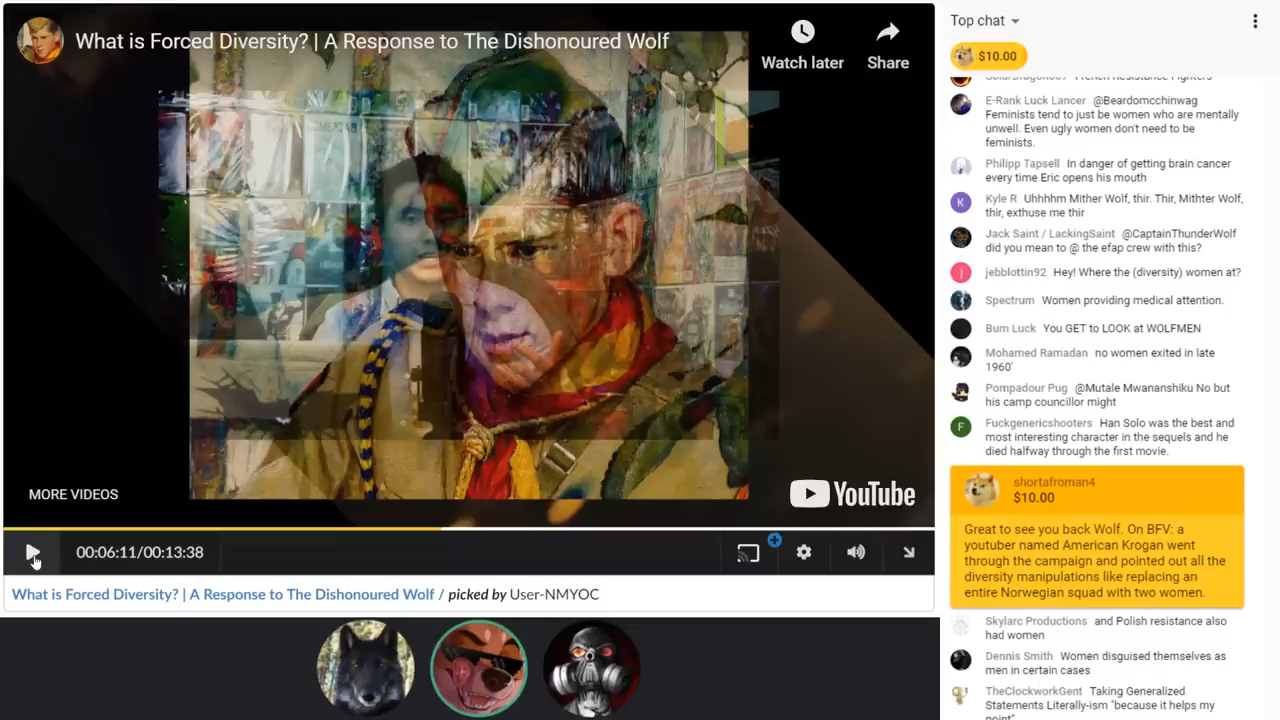 What is Forced Diversity? | A Response to The Dishonoured Wolf
Watch later
Share
MORE VIDEOS
YouTube
00:06:11/00:13:38
What is Forced Diversity? | A Response to The Dishonoured Wolf / picked by User-NMYOC
Top chat
$10.00
French Resistance Fighters
E-Rank Luck Lancer @Beardomcchinwag
Feminists tend to just be women who are mentally
unwell. Even ugly women don't need to be
feminists.
Philipp Tapsell In danger of getting brain cancer
every time Eric opens his mouth
K
Kyle R Uhhhhm Mither Wolf, thir. Thir, Mithter Wolf,
thir, exthuse me thir
Jack Saint / LackingSaint @CaptainThunderWolf
did you mean to @ the efap crew with this?
j
jebblottin92 Hey! Where the (diversity) women at?
Spectrum Women providing medical attention.
Bum Luck You GET to LOOK at WOLFMEN
Mohamed Ramadan no women exited in late
1960'
Pompadour Pug @Mutale Mwananshiku No but
his camp councillor might
F
Fuckgenericshooters Han Solo was the best and
most interesting character in the sequels and he
died halfway through the first movie.
shortafroman4
$10.00
Great to see you back Wolf. On BFV: a
youtuber named American Krogan went
through the campaign and pointed out all the
diversity manipulations like replacing an
entire Norwegian squad with two women.
Skylarc Productions and Polish resistance also
had women
Dennis Smith Women disguised themselves as
men in certain cases
TheClockworkGent Taking Generalized
Statements Literally-ism "because it helps my
point"